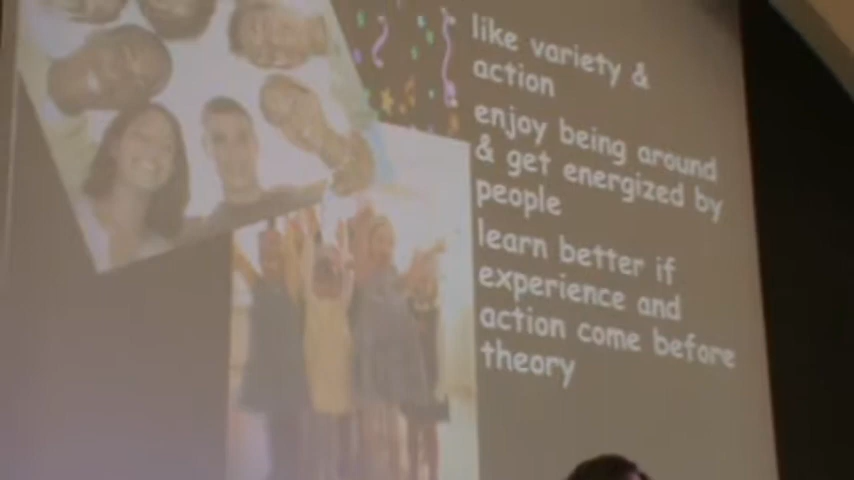 like variety &
action
enjoy being around
& get energized by
people
learn better if
experience and
action come before
theory